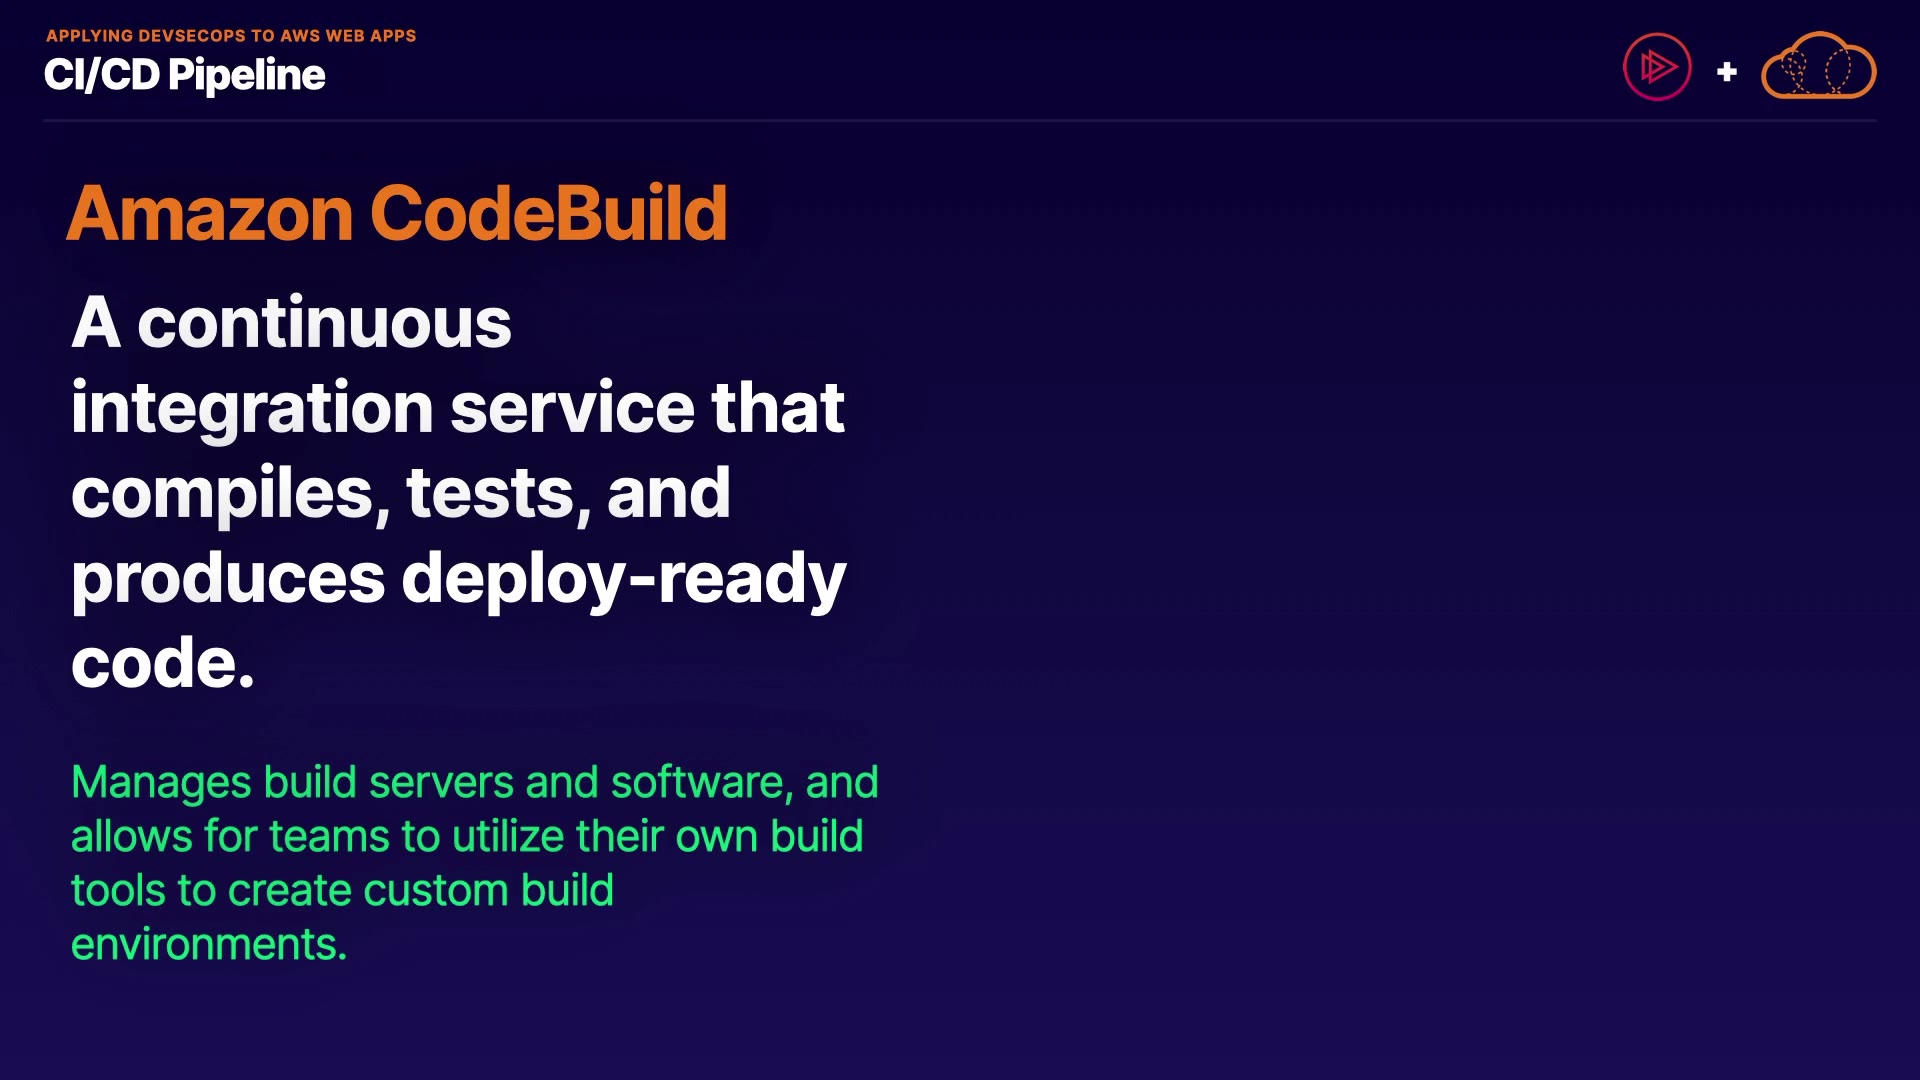 APPLYING DEVSECOPS TO AWS WEB APPS
CI/CD Pipeline
Amazon CodeBuild
A continuous
integration service that
compiles, tests, and
produces deploy-ready
code.
Manages build servers and software, and
allows for teams to utilize their own build
tools to create custom build
environments.